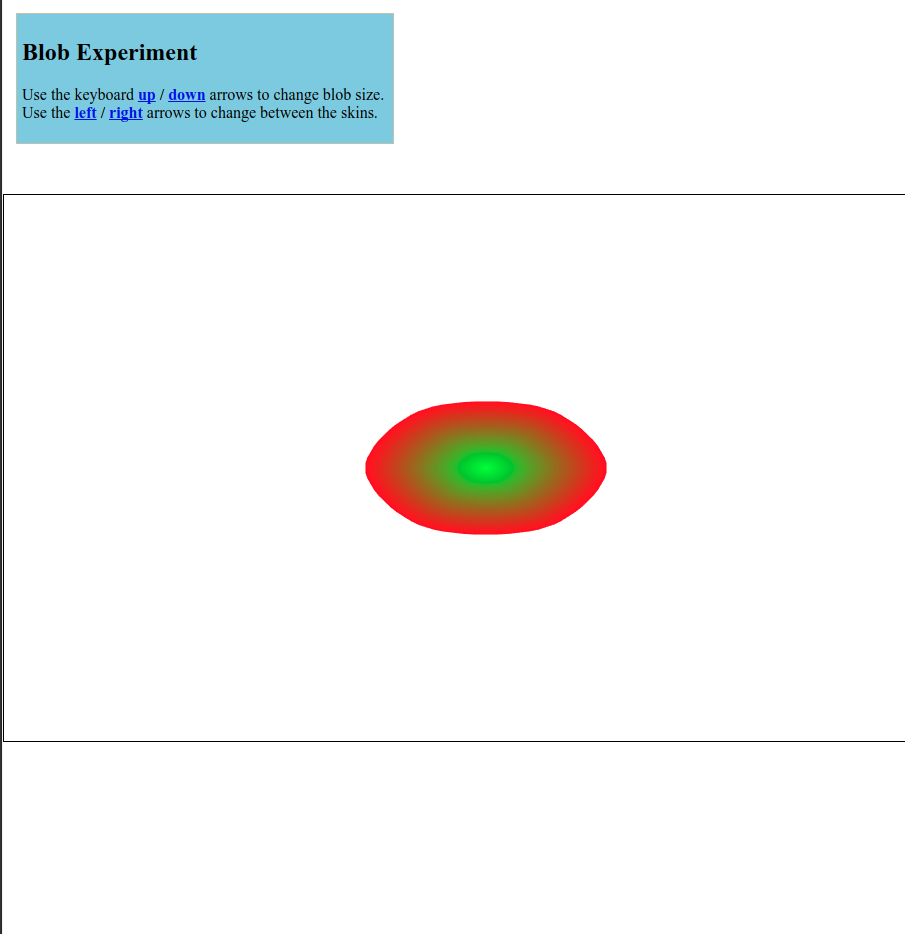 Blob Experiment
Use the keyboard up / down arrows to change blob size.
Use the left / right arrows to change between the skins.